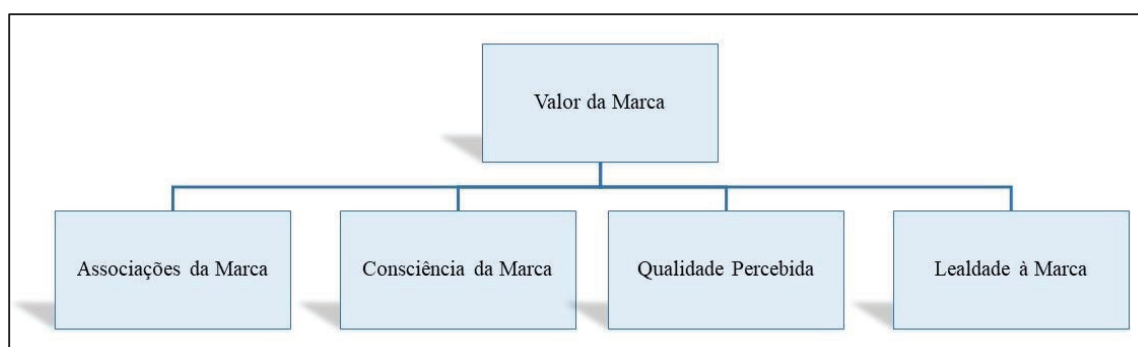 Valor da Marca
Associações da Marca
Consciência da Marca
Qualidade Percebida
Lealdade à Marca